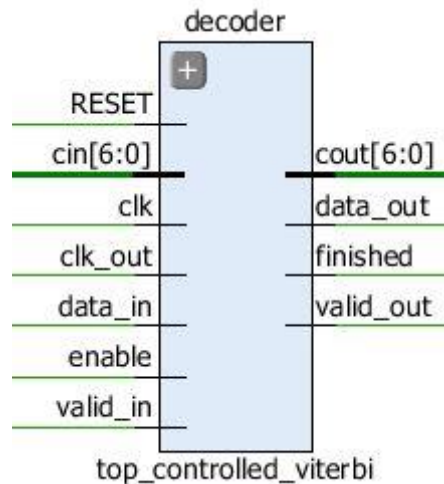 decoder
RESET
cin[6:0]
clk
clk_out
data_in
enable
valid_in
cout[6:0]
data_out
finished
valid_out
top_controlled_viterbi